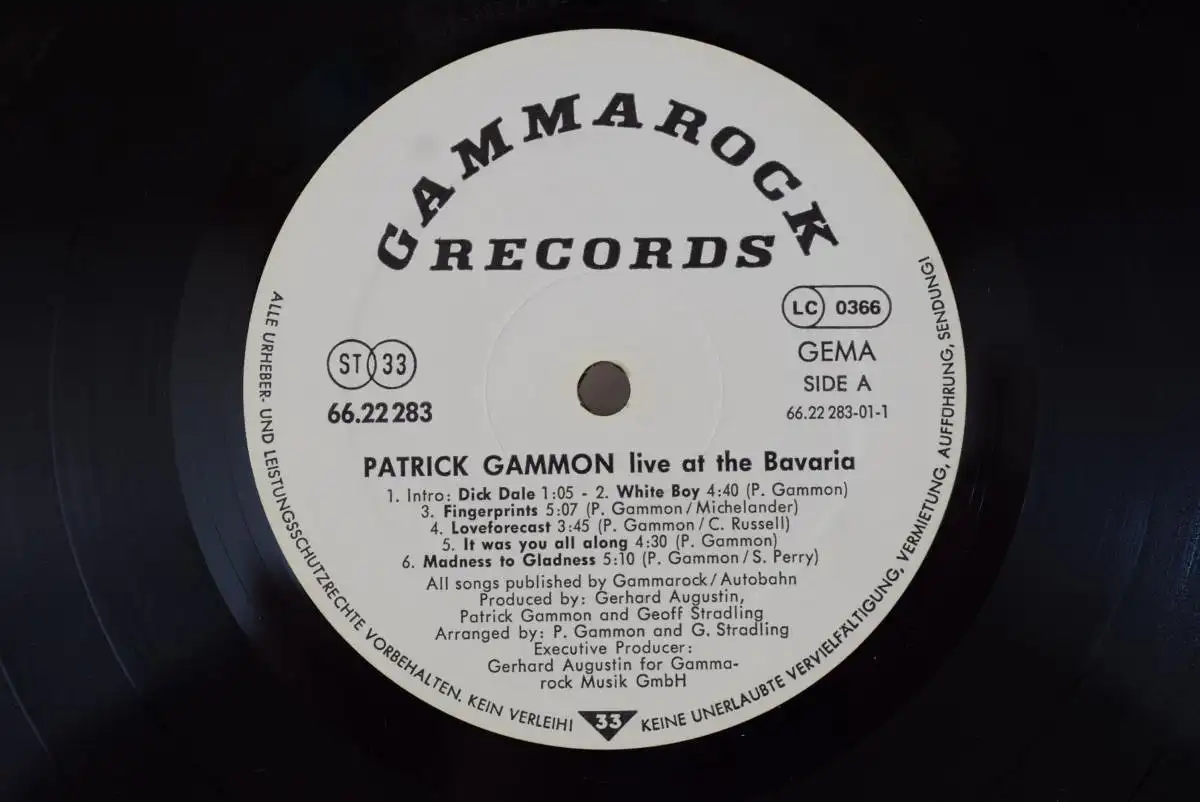 GAMMAROCK
RECORDS
LC 0366
GEMA
SIDE A
66.22 283-01-1
ST 33
66.22 283
PATRICK GAMMON live at the Bavaria
1. Intro: Dick Dale 1:05 - 2. White Boy 4:40 (P. Gammon)
3. Fingerprints 5:07 (P. Gammon/Michelander)
4. Loveforecast 3:45 (P. Gammon/C. Russell)
5. It was you all along 4:30 (P. Gammon)
6. Madness to Gladness 5:10 (P. Gammon/S. Perry)
All songs published by Gammarock/Autobahn
Produced by: Gerhard Augustin,
Patrick Gammon and Geoff Stradling
Arranged by: P. Gammon and G. Stradling
Executive Producer:
Gerhard Augustin for Gamma-
rock Musik GmbH
ALLE URHEBER- UND LEISTUNGSSCHUTZRECHTE VORBEHALTEN. KEIN VERLEIH! 33 KEINE UNERLAUBTE VERVIELFÄLTIGUNG, VERMIETUNG, AUFFÜHRUNG, SENDUNG!